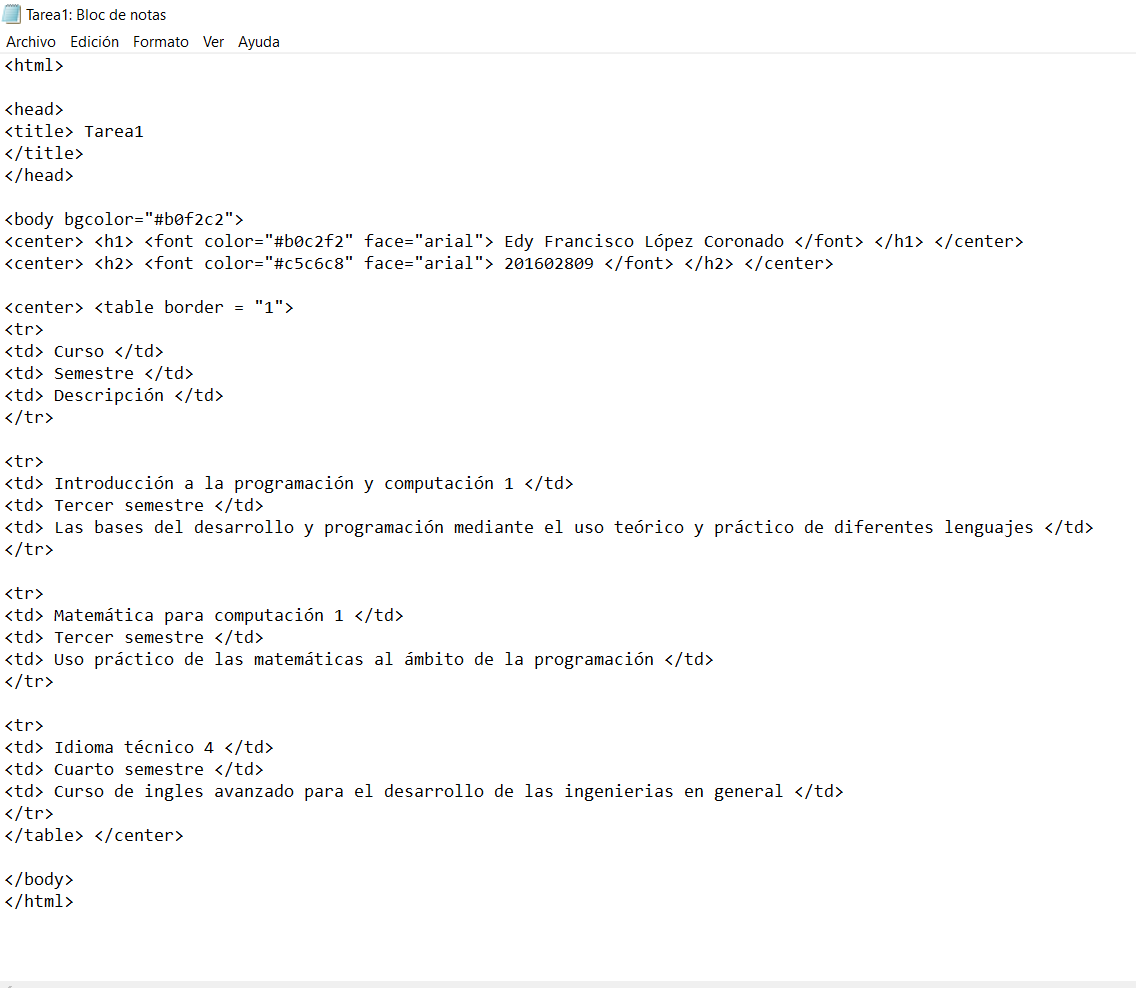 Tarea1: Bloc de notas
Archivo Edición Formato Ver Ayuda
<html>
<head>
<title> Tarea1
</title>
</head>
<body bgcolor="#b0f2c2">
<center> <h1> <font color="#b0c2f2" face="arial"> Edy Francisco López Coronado </font> </h1> </center>
<center> <h2> <font color="#c5c6c8" face="arial"> 201602809 </font> </h2> </center>
<center> <table border = "1">
<tr>
<td> Curso </td>
<td> Semestre </td>
<td> Descripción </td>
</tr>
<tr>
<td> Introducción a la programación y computación 1 </td>
<td> Tercer semestre </td>
<td> Las bases del desarrollo y programación mediante el uso teórico y práctico de diferentes lenguajes </td>
</tr>
<tr>
<td> Matemática para computación 1 </td>
<td> Tercer semestre </td>
<td> Uso práctico de las matemáticas al ámbito de la programación </td>
</tr>
<tr>
<td> Idioma técnico 4 </td>
<td> Cuarto semestre </td>
<td> Curso de ingles avanzado para el desarrollo de las ingenierias en general </td>
</tr>
</table> </center>
</body>
</html>